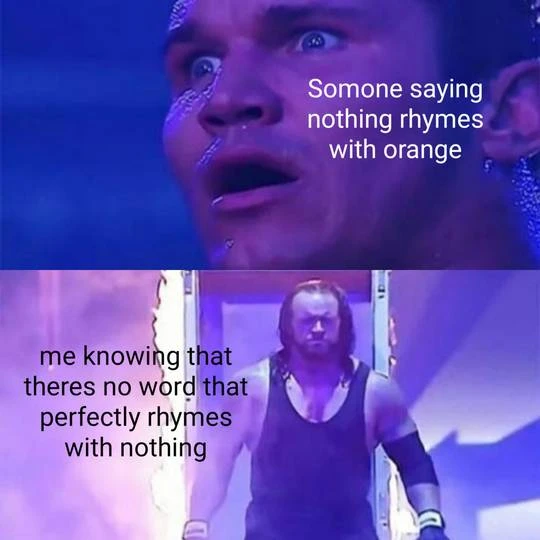 Somone saying
nothing rhymes
with orange
me knowing that
theres no word that
perfectly rhymes
with nothing